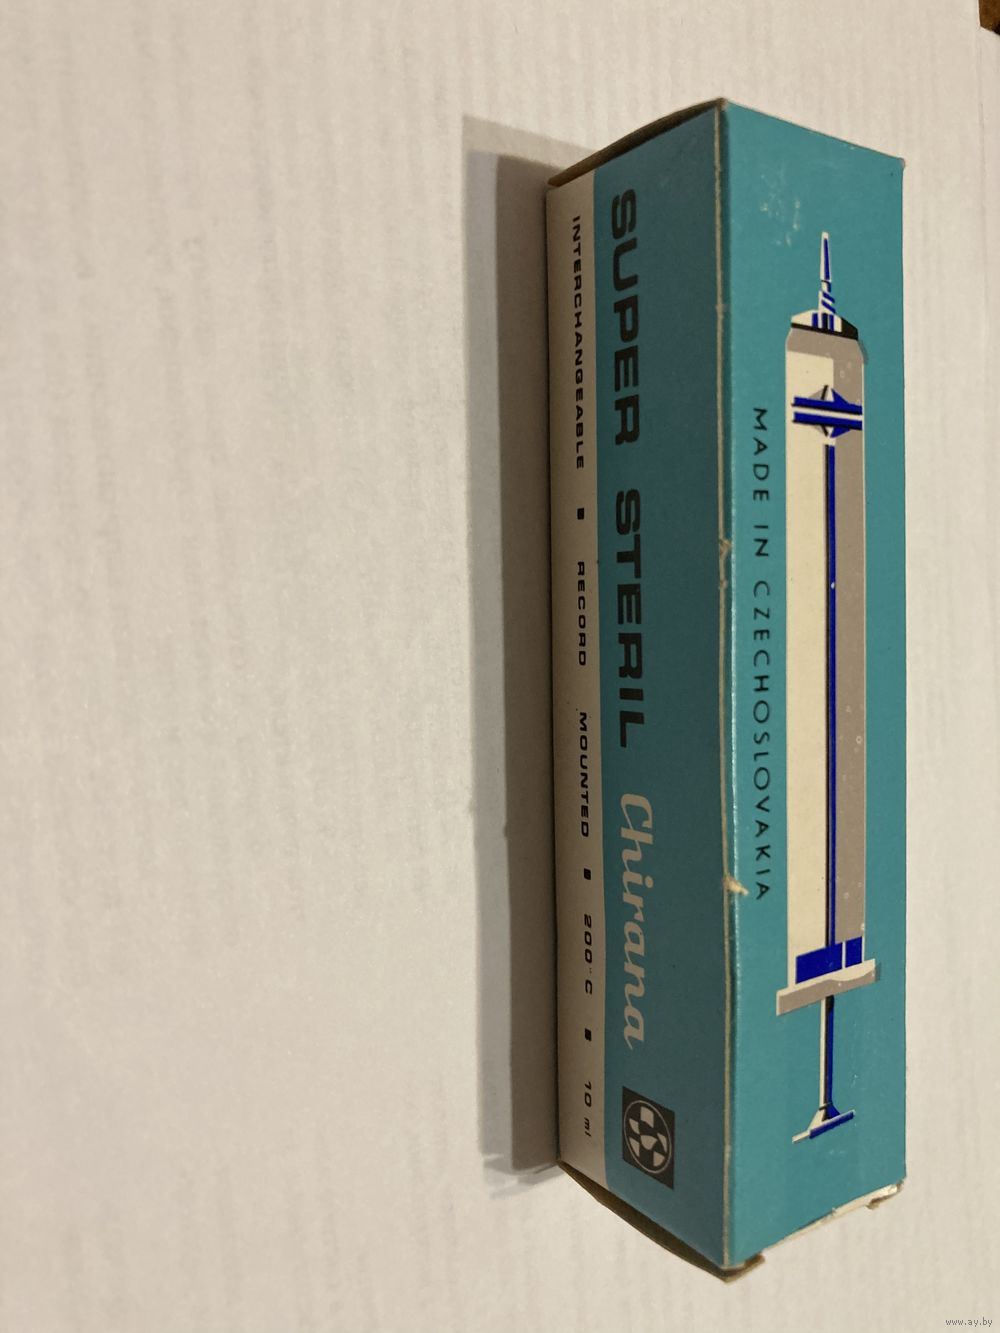 MADE IN CZECHOSLOVAKIA
SUPER STERIL Chirana
INTERCHANGEABLE ▪ RECORD MOUNTED ▪ 200°C ▪ 10 ml
www.ay.by